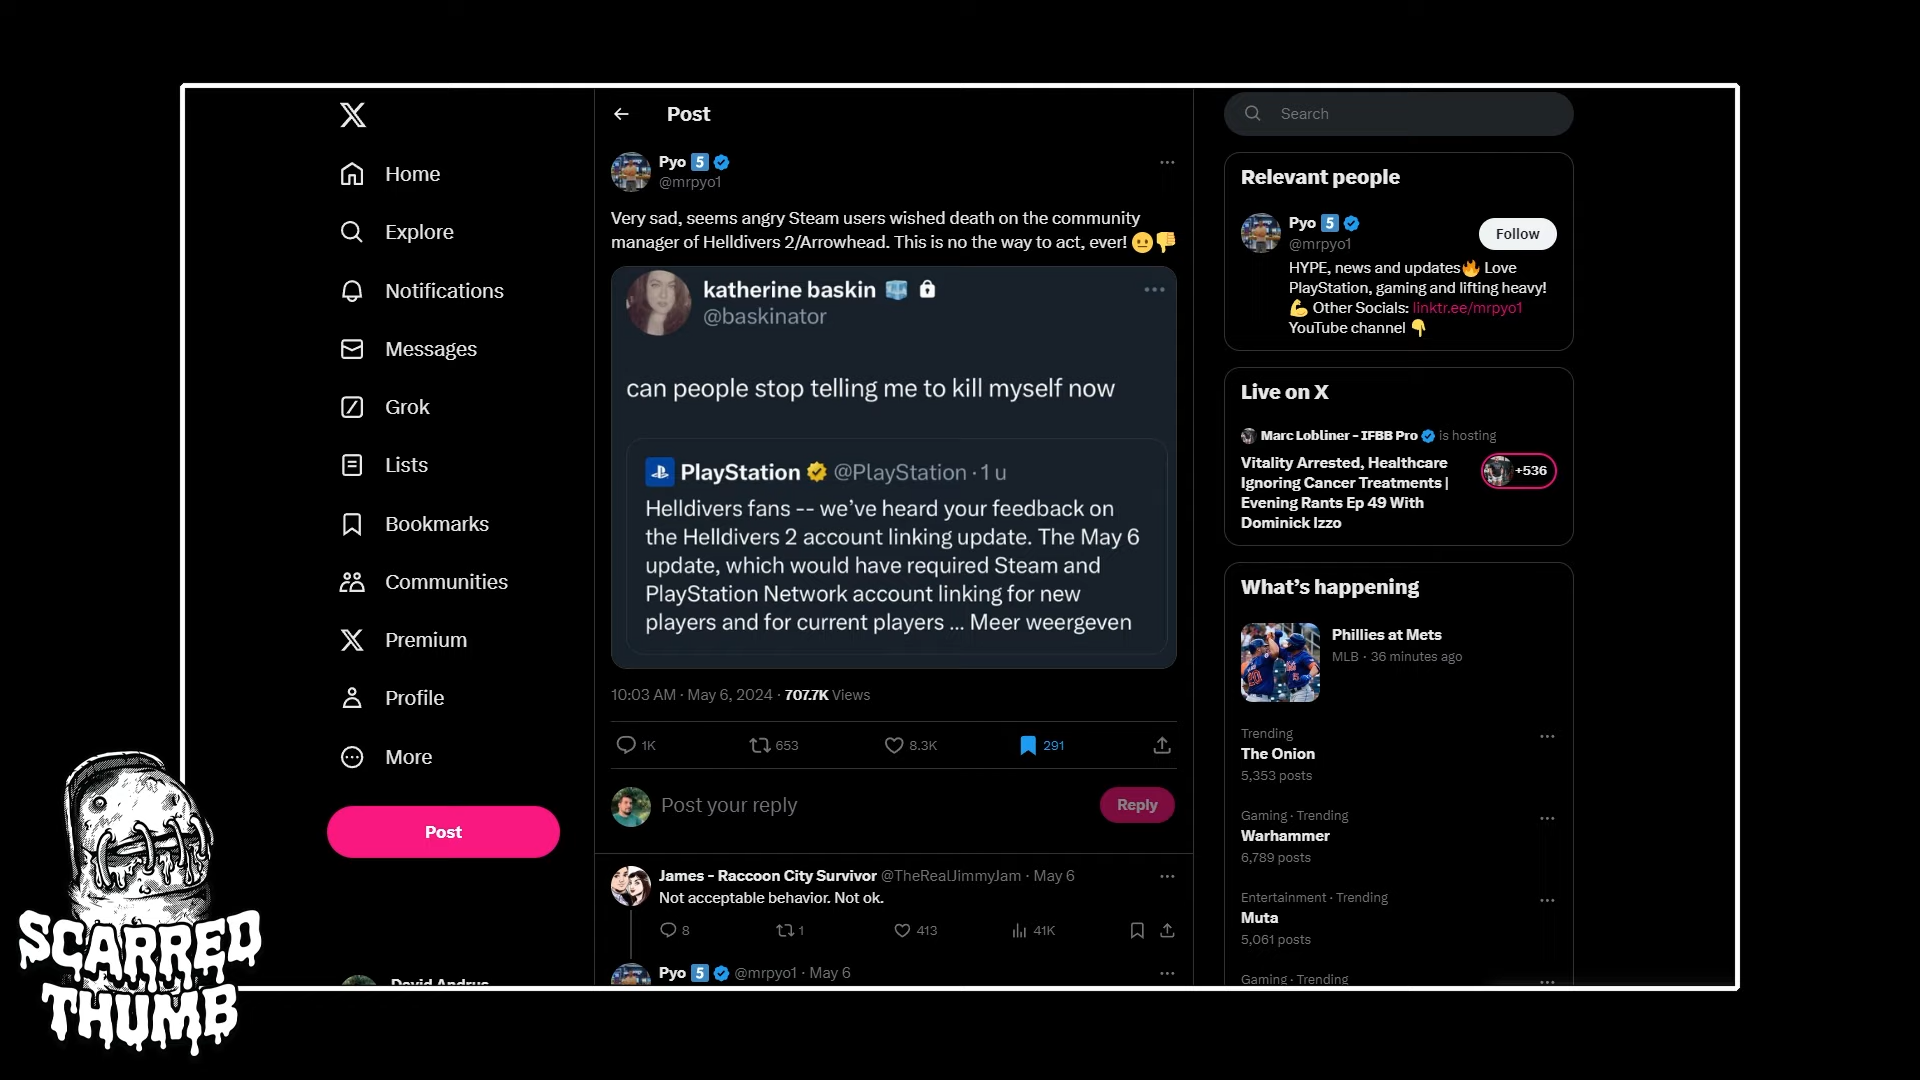 Home
Explore
Notifications
Messages
Grok
Lists
Bookmarks
Communities
Premium
Profile
More
Post
David Andrus
SCARRED
THUMB
Post
Pyo 5
@mrpyo1
Very sad, seems angry Steam users wished death on the community
manager of Helldivers 2/Arrowhead. This is no the way to act, ever! 😐👎
katherine baskin
@baskinator
can people stop telling me to kill myself now
PlayStation @PlayStation · 1 u
Helldivers fans -- we’ve heard your feedback on
the Helldivers 2 account linking update. The May 6
update, which would have required Steam and
PlayStation Network account linking for new
players and for current players ... Meer weergeven
10:03 AM · May 6, 2024 · 707.7K Views
1K 653 8.3K 291
Post your reply
Reply
James - Raccoon City Survivor @TheRealJimmyJam · May 6
Not acceptable behavior. Not ok.
8 1 413 41K
Pyo 5 @mrpyo1 · May 6
Search
Relevant people
Pyo 5
@mrpyo1
Follow
HYPE, news and updates🔥 Love
PlayStation, gaming and lifting heavy!
💪 Other Socials: linktr.ee/mrpyo1
YouTube channel 👇
Live on X
Marc Lobliner - IFBB Pro is hosting
Vitality Arrested, Healthcare
Ignoring Cancer Treatments |
Evening Rants Ep 49 With
Dominick Izzo
+536
What’s happening
Phillies at Mets
MLB · 36 minutes ago
Trending
The Onion
5,353 posts
Gaming · Trending
Warhammer
6,789 posts
Entertainment · Trending
Muta
5,061 posts
Gaming · Trending